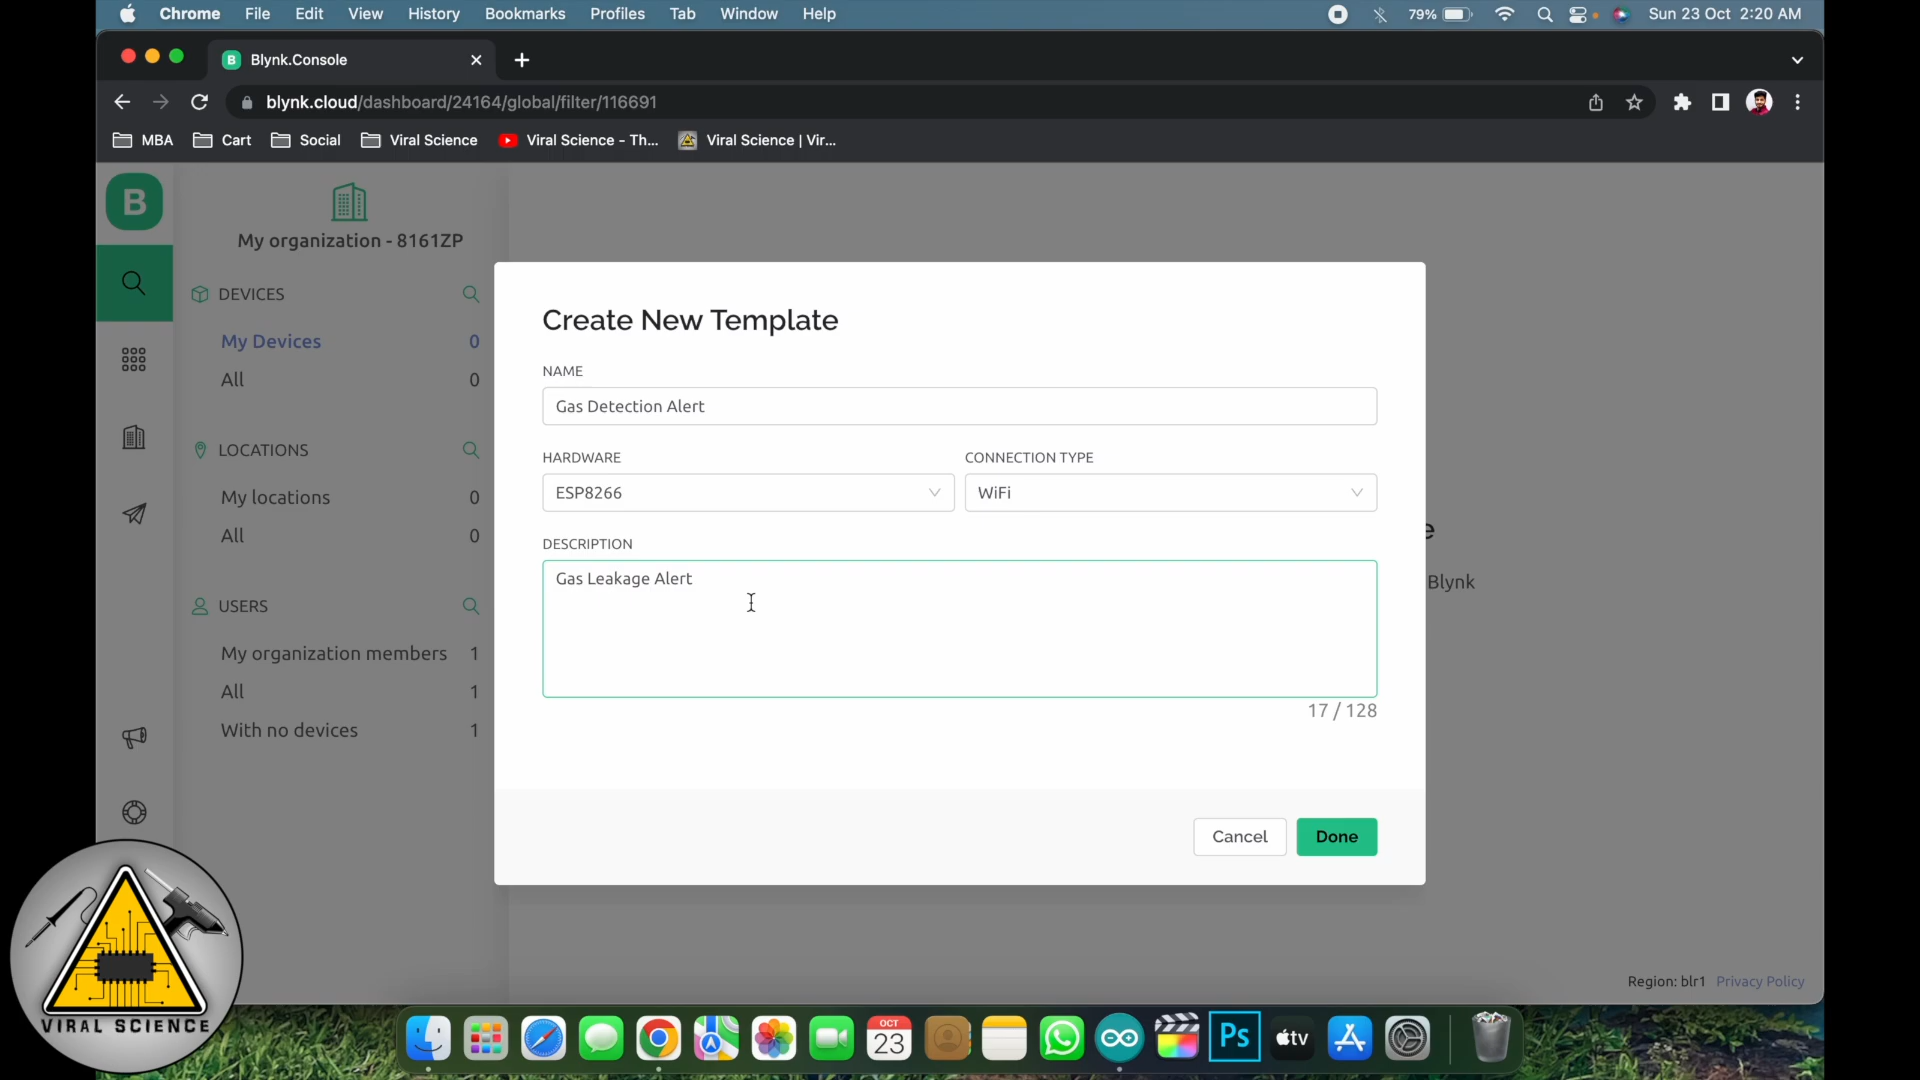 Chrome File Edit View History Bookmarks Profiles Tab Window Help
79% Sun 23 Oct 2:20 AM
B Blynk.Console
blynk.cloud/dashboard/24164/global/filter/116691
MBA Cart Social Viral Science Viral Science - Th... Viral Science | Vir...
B
My organization - 8161ZP
DEVICES
My Devices 0
All 0
LOCATIONS
My locations 0
All 0
USERS
My organization members 1
All 1
With no devices 1
Create New Template
NAME
Gas Detection Alert
HARDWARE CONNECTION TYPE
ESP8266 WiFi
DESCRIPTION
Gas Leakage Alert
17 / 128
Cancel Done
e
Blynk
Region: blr1 Privacy Policy
VIRAL SCIENCE
OCT
23
Ps
tv